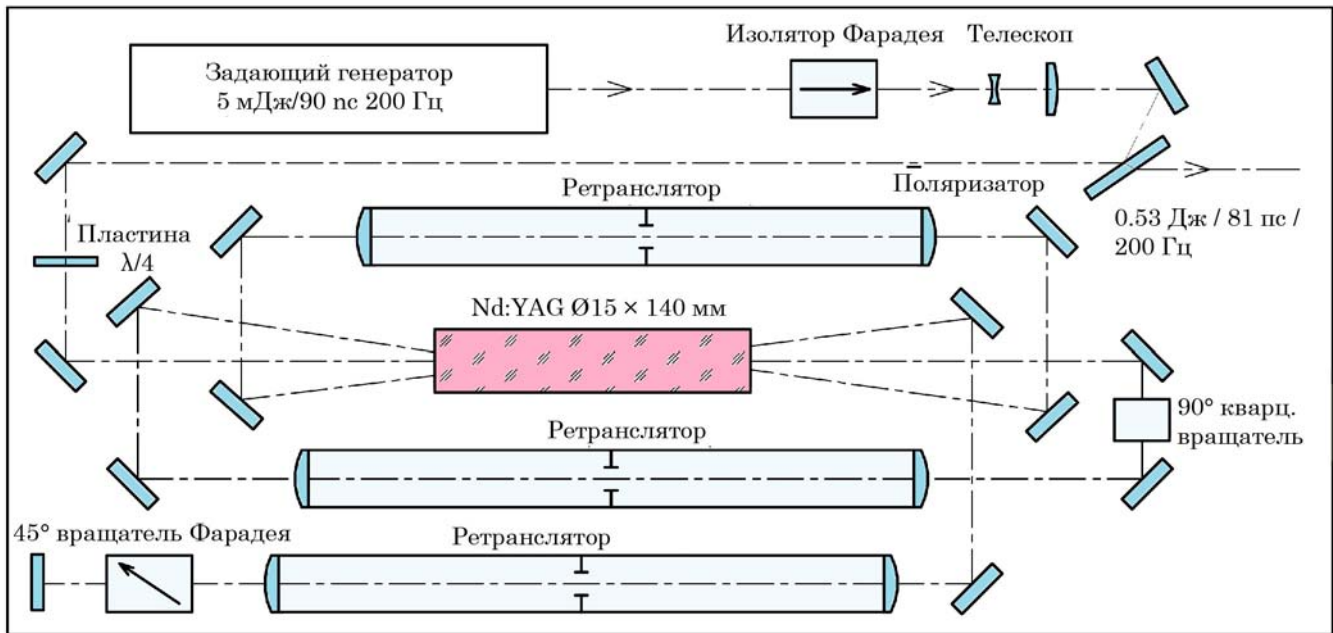 Изолятор Фарадея
Телескоп
Задающий генератор
5 мДж/90 пс 200 Гц
Ретранслятор
Поляризатор
0.53 Дж / 81 пс /
200 Гц
Пластина
λ/4
Nd:YAG Ø15 × 140 мм
Ретранслятор
90° кварц.
вращатель
45° вращатель Фарадея
Ретранслятор